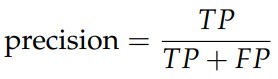 precision = TP / TP + FP